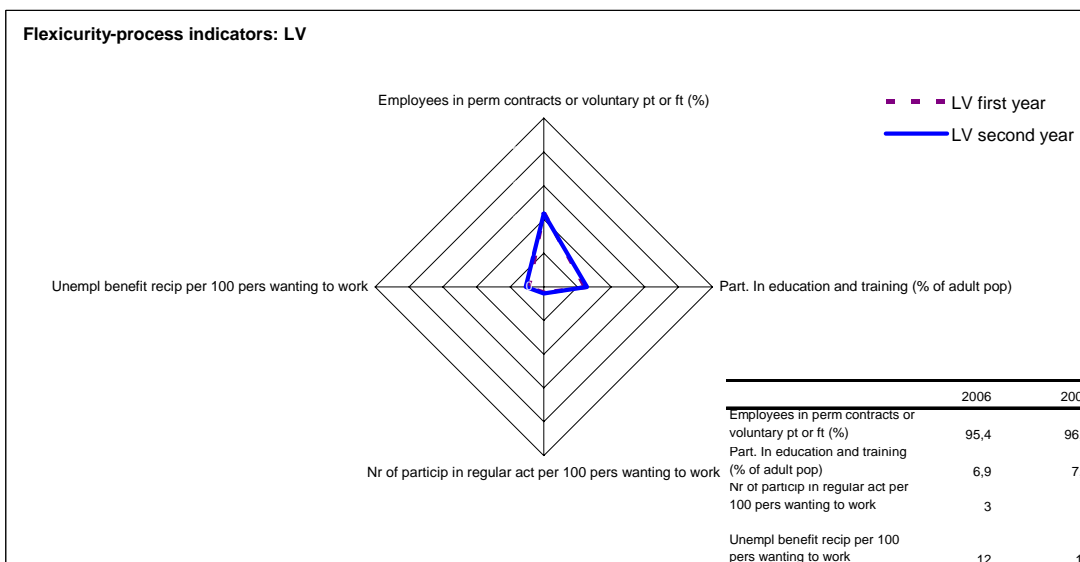 Flexicurity-process indicators: LV
Employees in perm contracts or voluntary pt or ft (%)
LV first year
LV second year
Unempl benefit recip per 100 pers wanting to work
0
Part. In education and training (% of adult pop)
Nr of particip in regular act per 100 pers wanting to work
2006
Employees in perm contracts or
voluntary pt or ft (%) 95,4 96,
Part. In education and training
(% of adult pop) 6,9 7,
Nr of particip in regular act per
100 pers wanting to work 3
Unempl benefit recip per 100
pers wanting to work 12